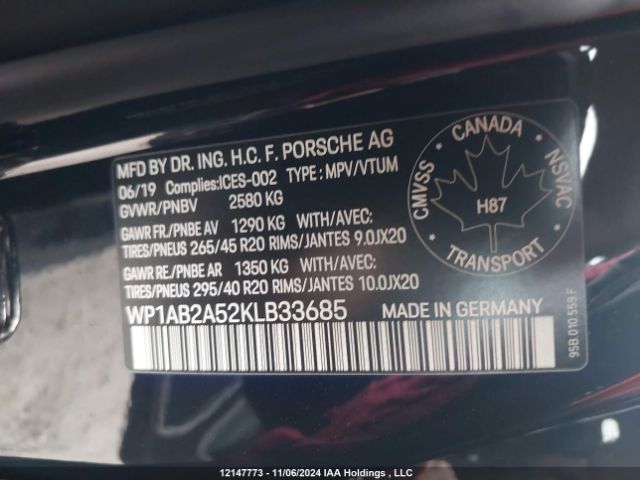 MFD BY DR. ING. H.C. F. PORSCHE AG
06/19 Complies:ICES-002 TYPE : MPV/VTUM
GVWR/PNBV 2580 KG
GAWR FR./PNBE AV 1290 KG WITH/AVEC:
TIRES/PNEUS 265/45 R20 RIMS/JANTES 9.0JX20
GAWR RE./PNBE AR 1350 KG WITH/AVEC:
TIRES/PNEUS 295/40 R20 RIMS/JANTES 10.0JX20
WP1AB2A52KLB33685 MADE IN GERMANY
CANADA
CMVSS
NSVAC
H87
TRANSPORT
95B.010.559 F
12147773 - 11/06/2024 IAA Holdings , LLC